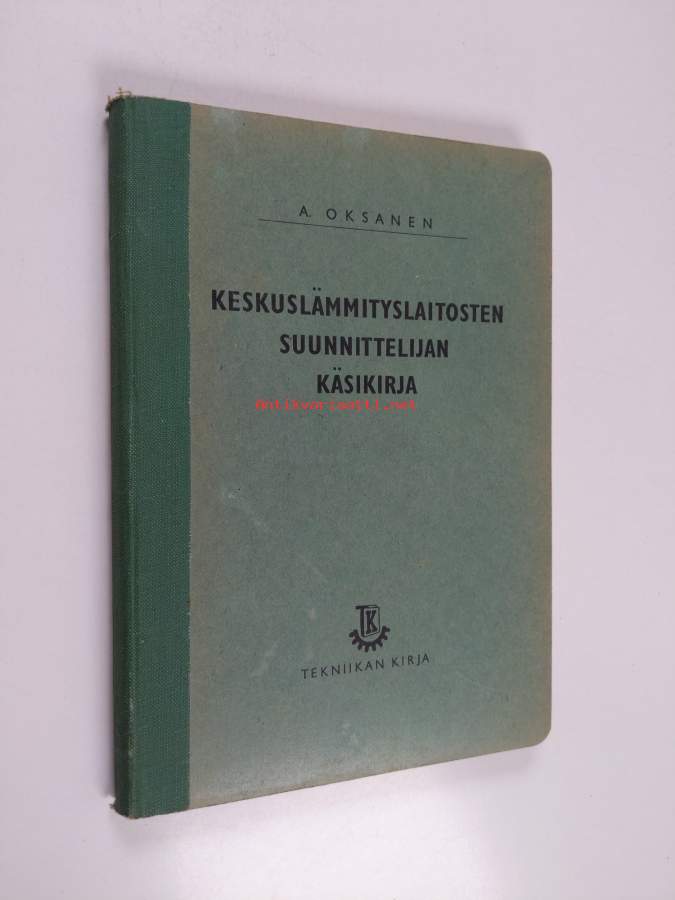 A. OKSANEN
KESKUSLÄMMITYSLAITOSTEN
SUUNNITTELIJAN
KÄSIKIRJA
Antikvariaatti.net
TK
TEKNIIKAN KIRJA